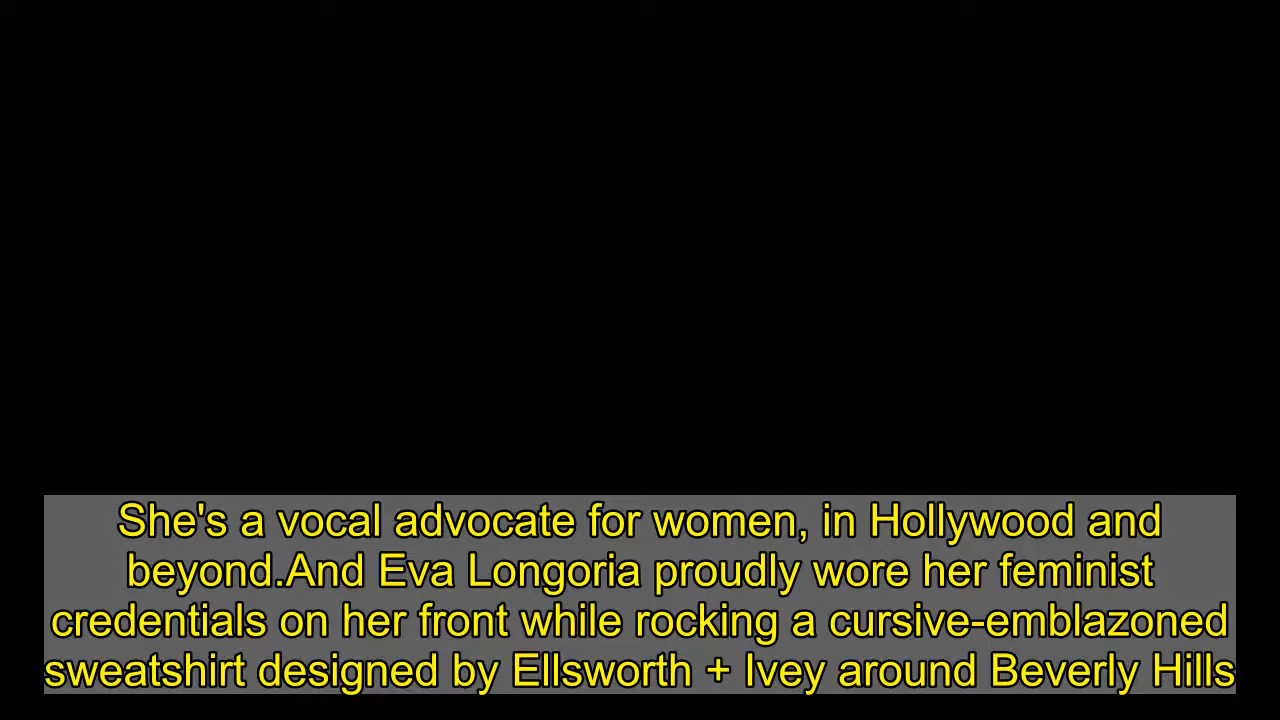 She's a vocal advocate for women, in Hollywood and
beyond.And Eva Longoria proudly wore her feminist
credentials on her front while rocking a cursive-emblazoned
sweatshirt designed by Ellsworth + Ivey around Beverly Hills